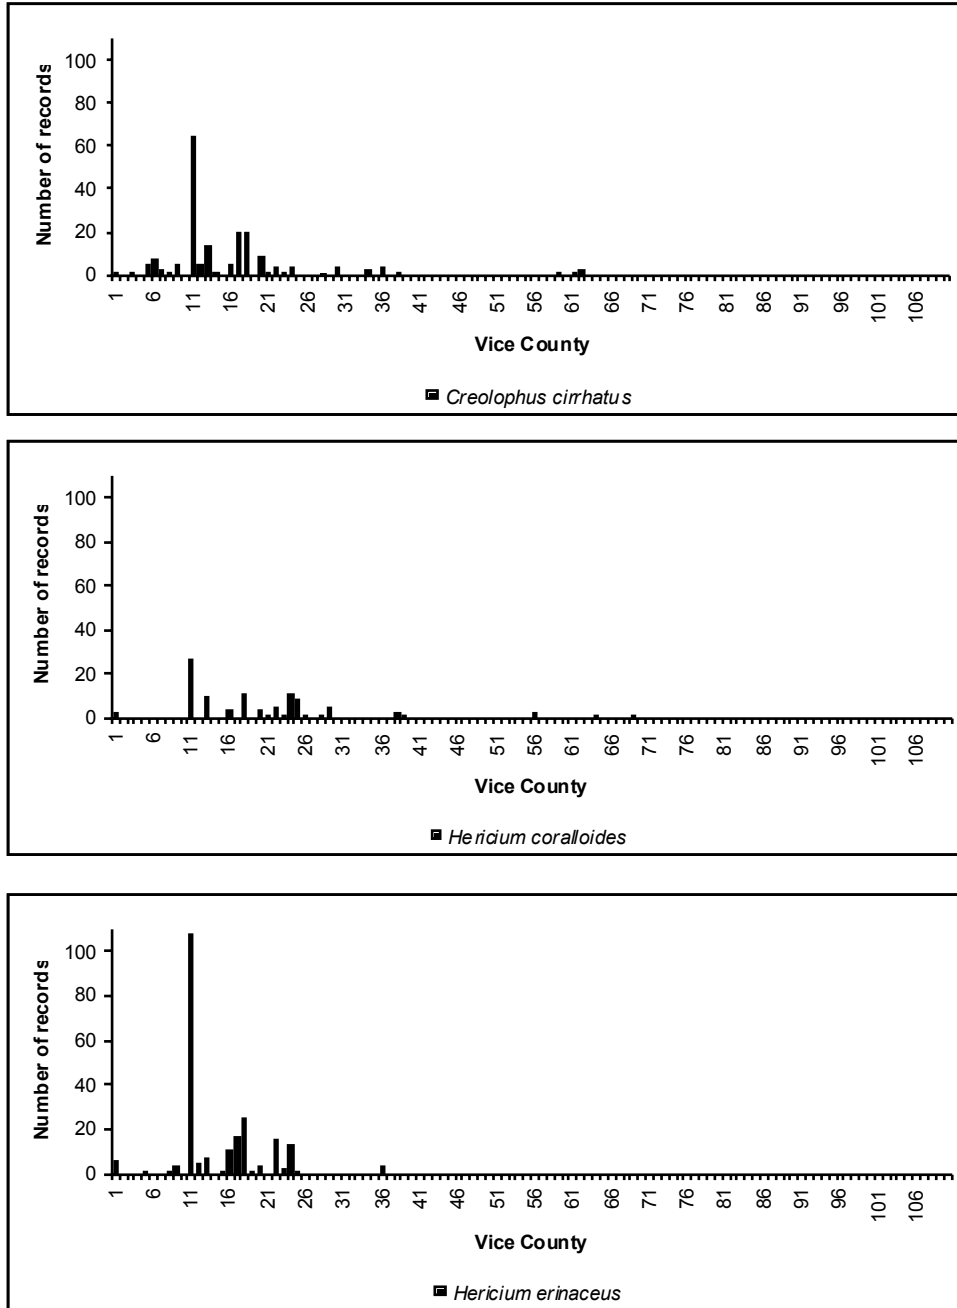 Number of records
100
80
60
40
20
0
1 6 11 16 21 26 31 36 41 46 51 56 61 66 71 76 81 86 91 96 101 106
Vice County
Creolophus cirrhatus
Number of records
100
80
60
40
20
0
1 6 11 16 21 26 31 36 41 46 51 56 61 66 71 76 81 86 91 96 101 106
Vice County
Hericium coralloides
Number of records
100
80
60
40
20
0
1 6 11 16 21 26 31 36 41 46 51 56 61 66 71 76 81 86 91 96 101 106
Vice County
Hericium erinaceus